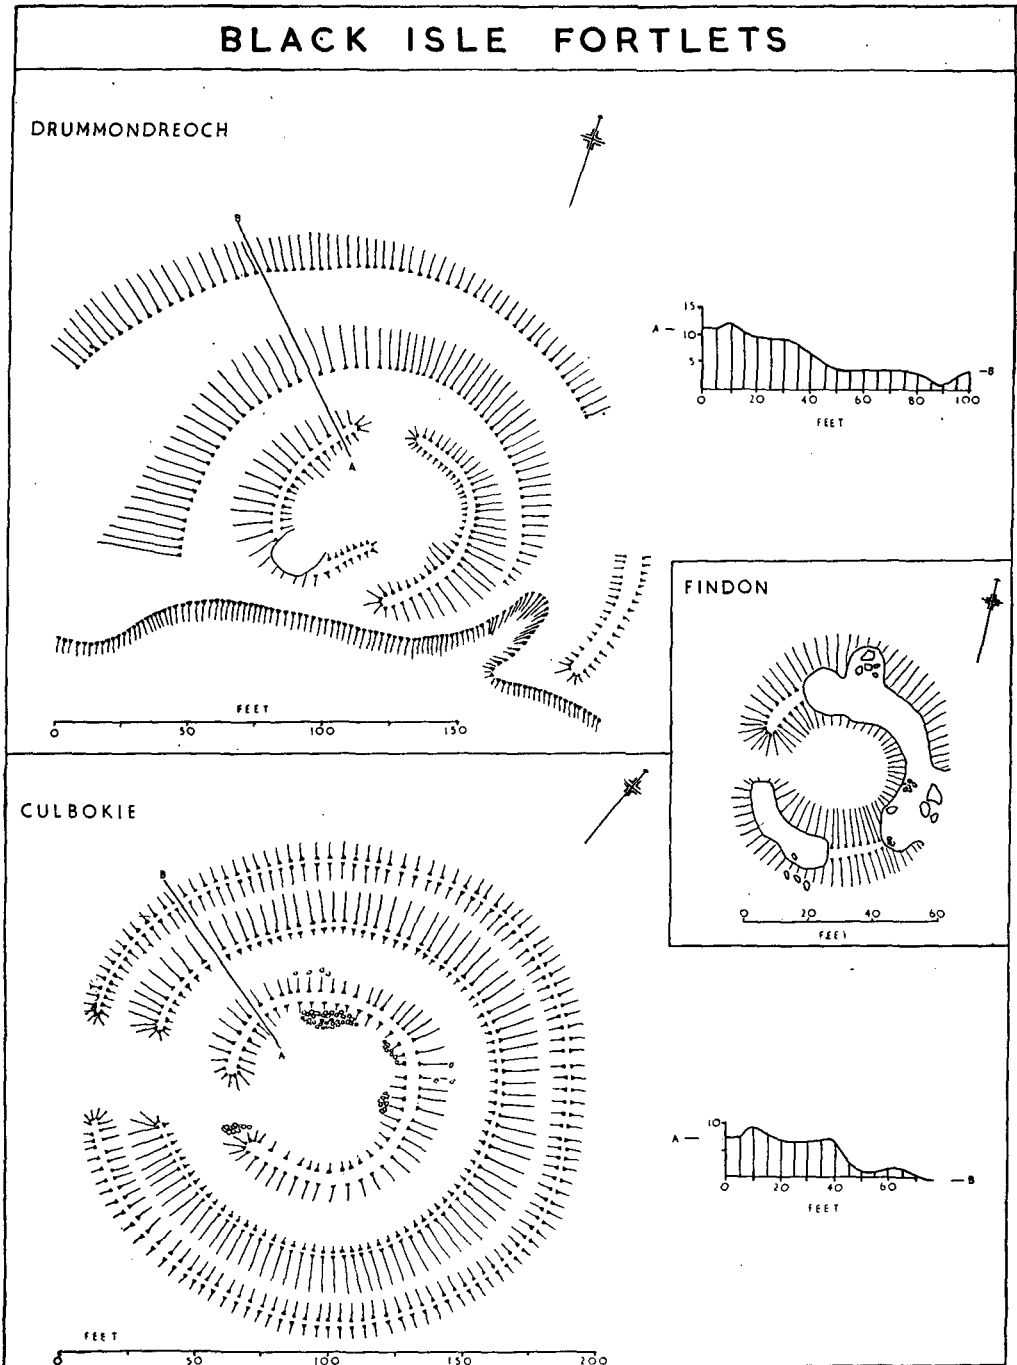 BLACK ISLE FORTLETS
DRUMMONDREOCH
B
A
15
A — 10
5
—B
0 20 40 60 80 100
FEET
FEET
0 50 100 150
FINDON
0 20 40 60
FEET
CULBOKIE
B
A
10
A —
— B
0 20 40 60
FEET
FEET
0 50 100 150 200